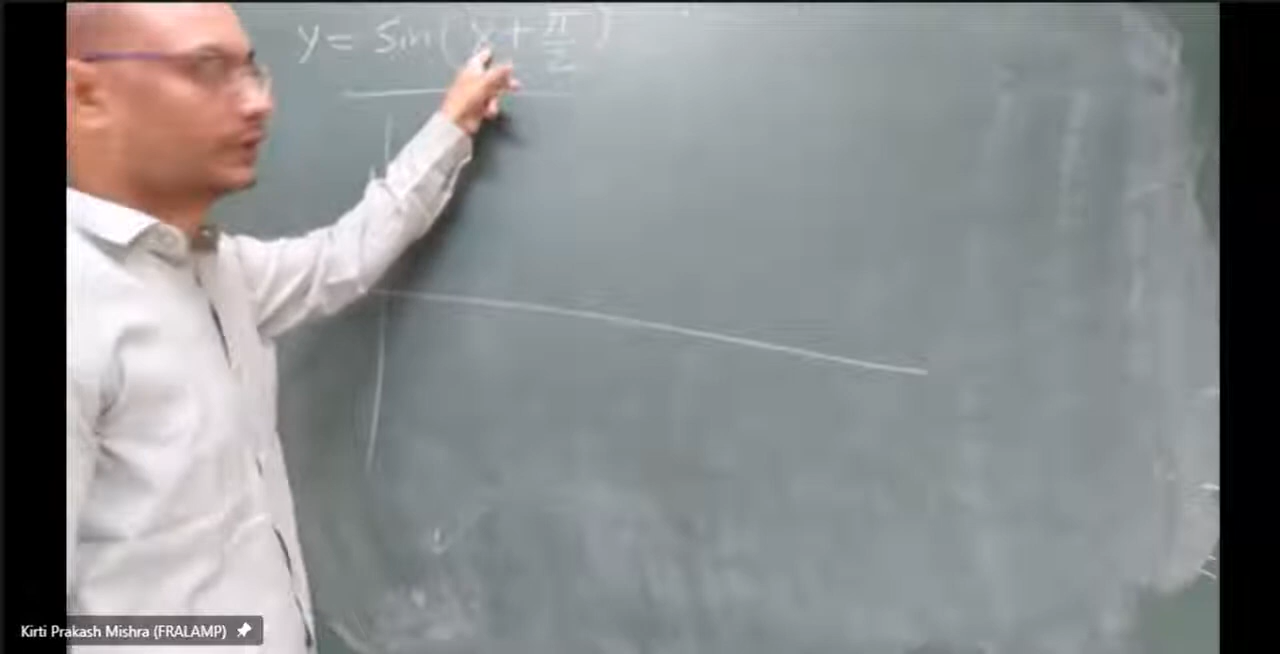 y = sin(x + π/2)
Kirti Prakash Mishra (FRALAMP)